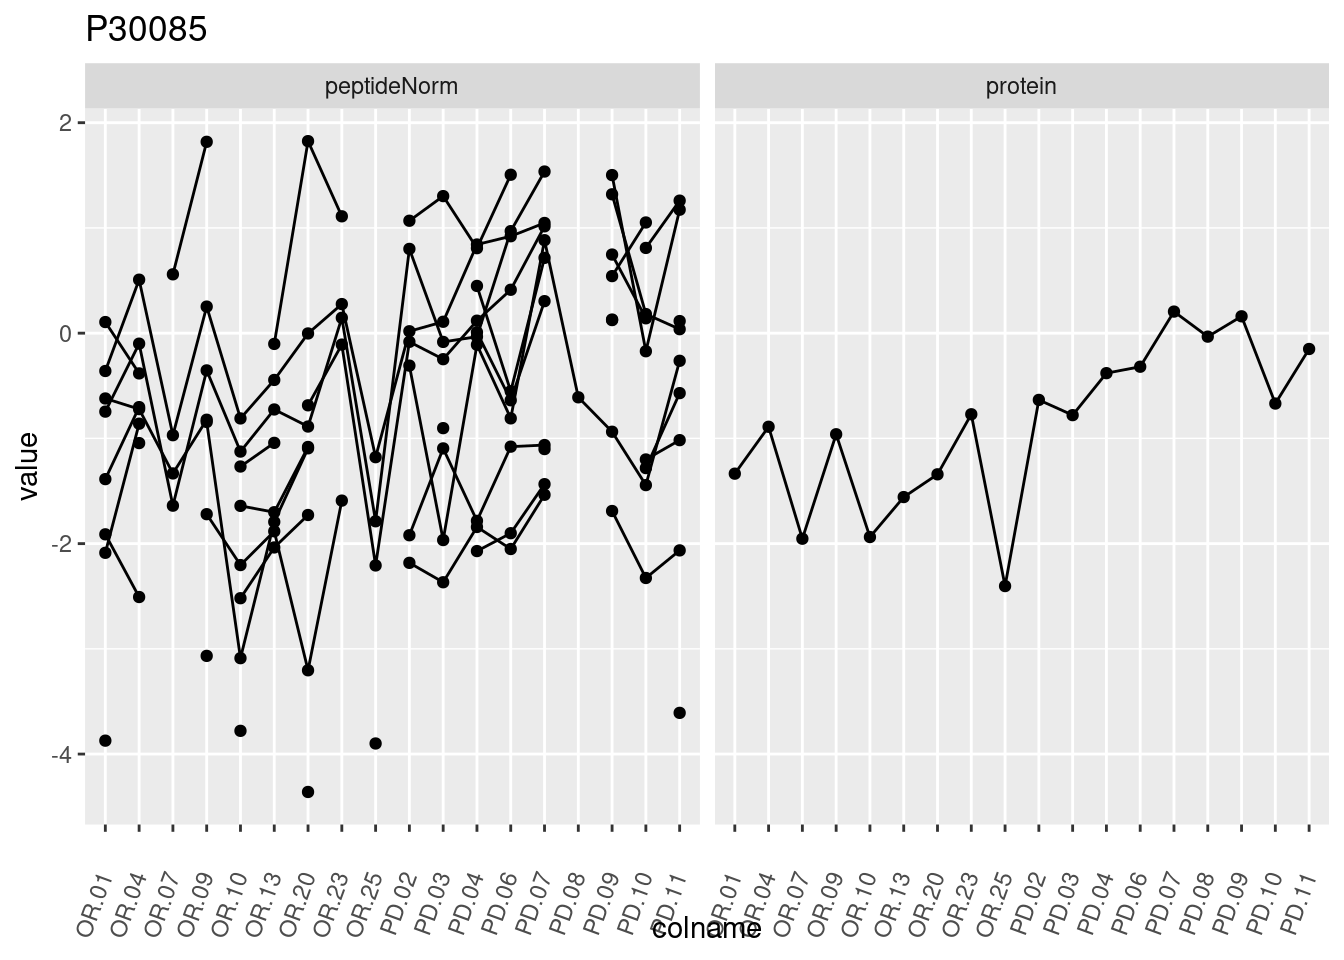 P30085
peptideNorm protein
2
0
-2
-4
value
OR.01 OR.04 OR.07 OR.09 OR.10 OR.13 OR.20 OR.23 OR.25 PD.02 PD.03 PD.04 PD.06 PD.07 PD.08 PD.09 PD.10 PD.11 OR.01 OR.04 OR.07 OR.09 OR.10 OR.13 OR.20 OR.23 OR.25 PD.02 PD.03 PD.04 PD.06 PD.07 PD.08 PD.09 PD.10 PD.11
colname